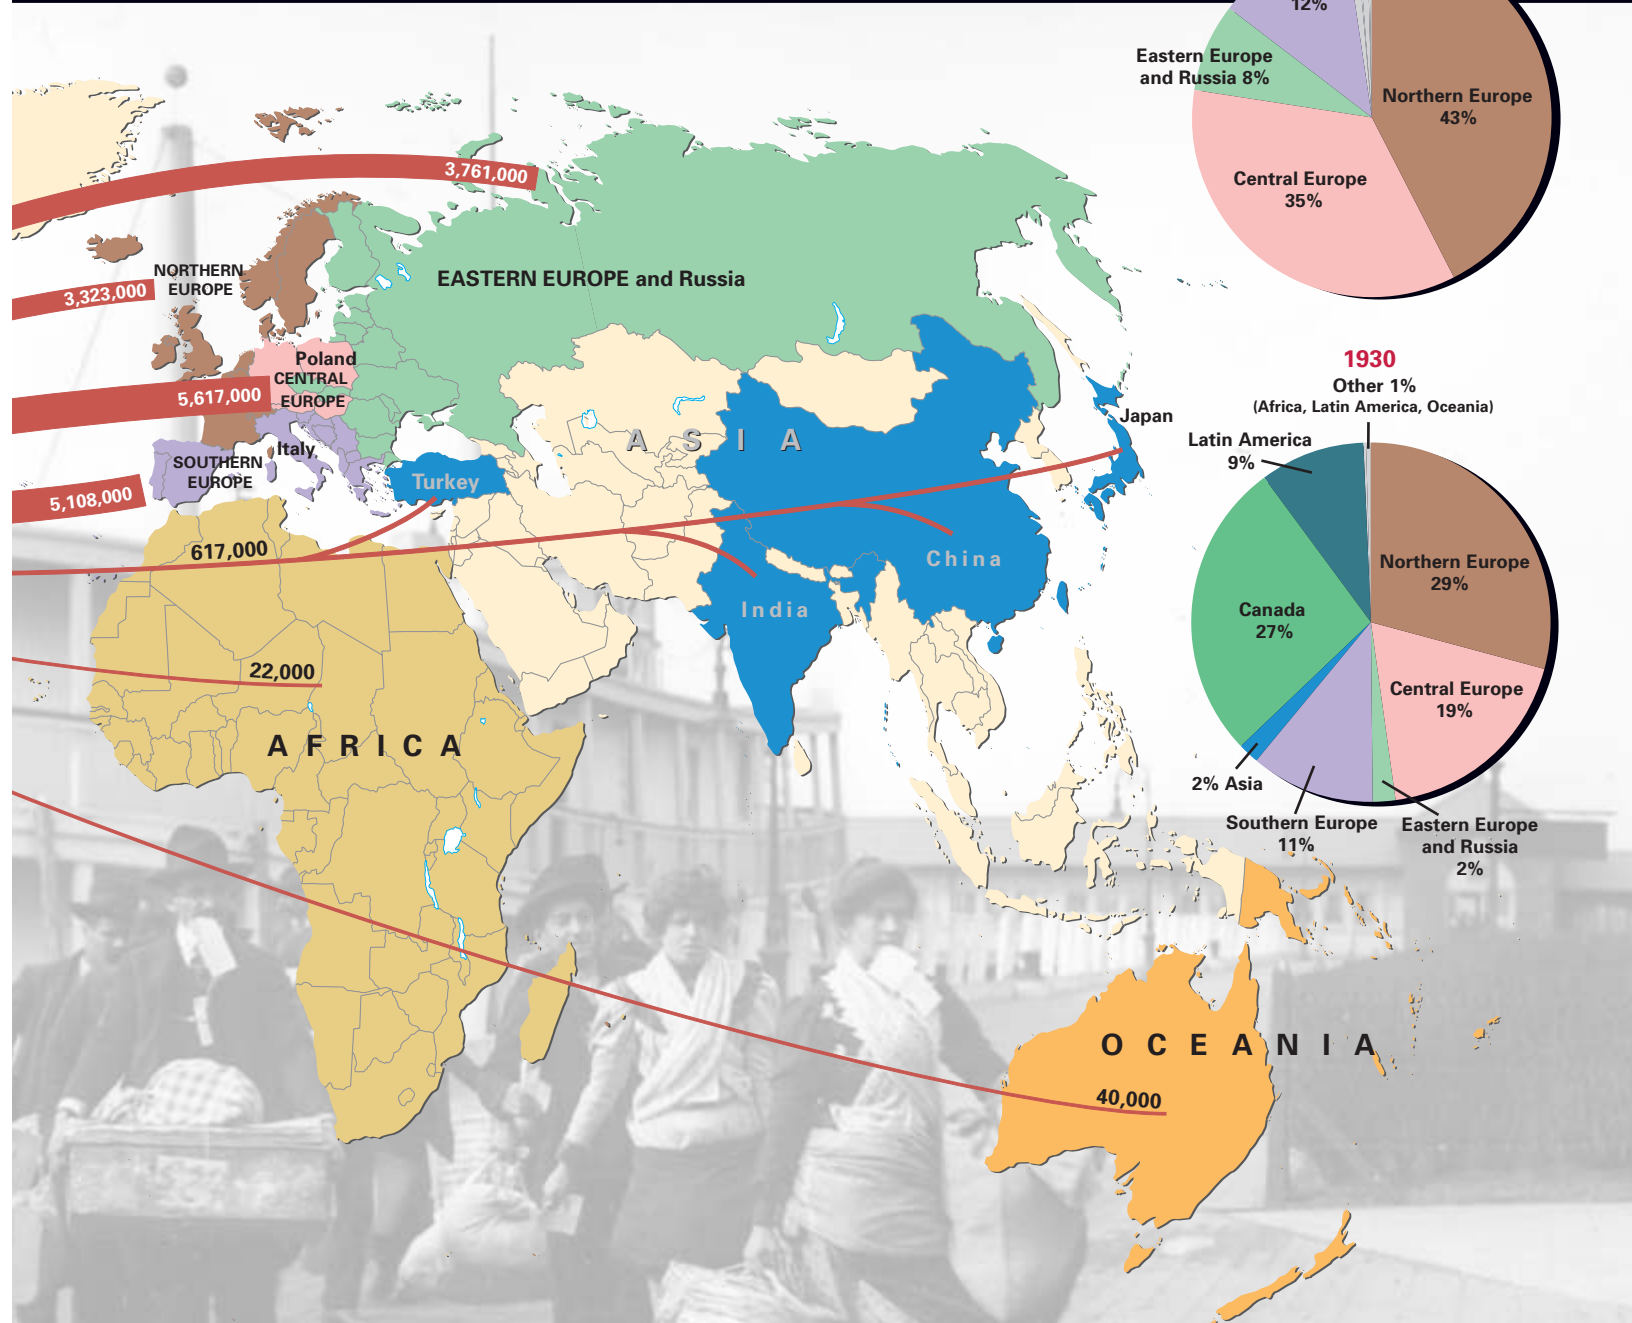 12%
Eastern Europe
and Russia 8%
Northern Europe
43%
Central Europe
35%
3,761,000
NORTHERN
EUROPE
3,323,000
EASTERN EUROPE and Russia
Poland
CENTRAL
EUROPE
5,617,000
Italy
SOUTHERN
EUROPE
5,108,000
Turkey
ASIA
Japan
China
India
617,000
22,000
AFRICA
OCEANIA
40,000
1930
Other 1%
(Africa, Latin America, Oceania)
Latin America
9%
Northern Europe
29%
Canada
27%
Central Europe
19%
2% Asia
Southern Europe
11%
Eastern Europe
and Russia
2%